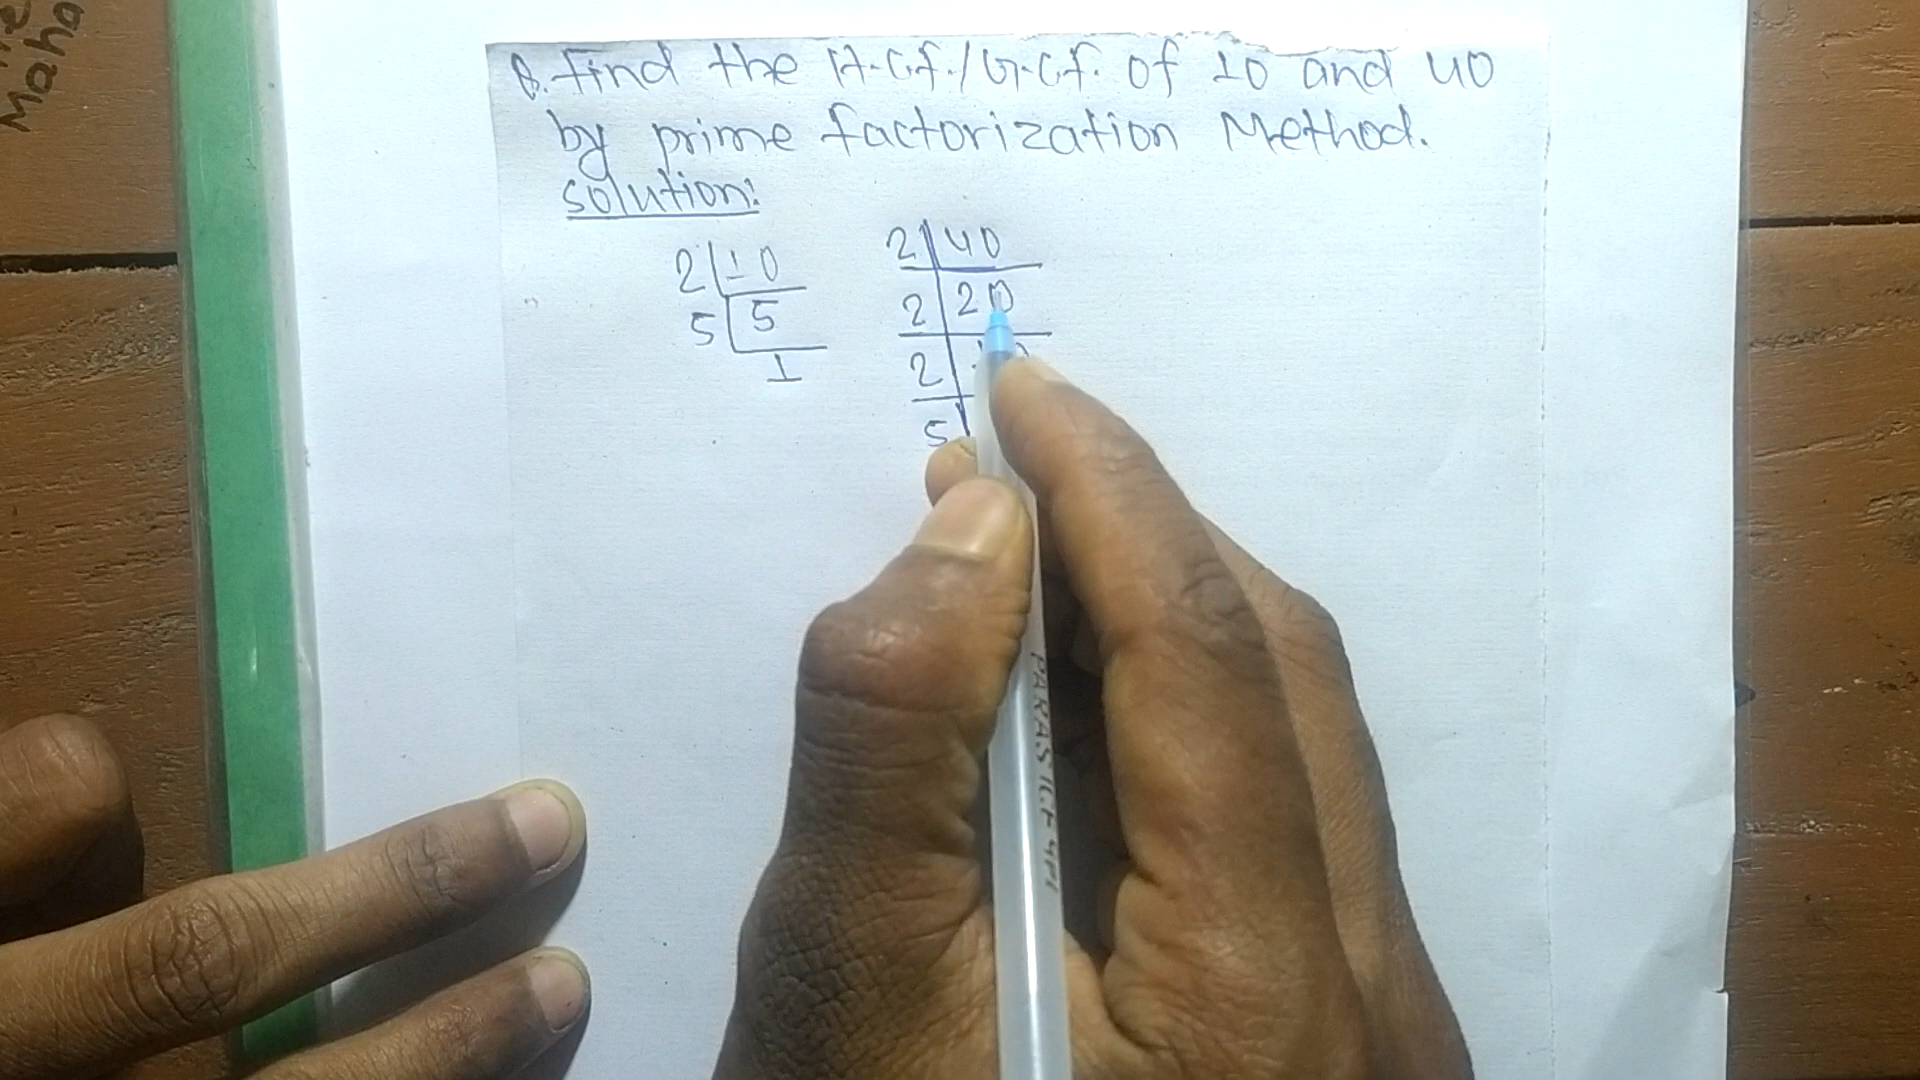 Q. Find the H.C.F./G.C.F. of 10 and 40
by prime factorization Method.
solution:
2 10
5 5
1
2 40
2 20
2
5
Maha